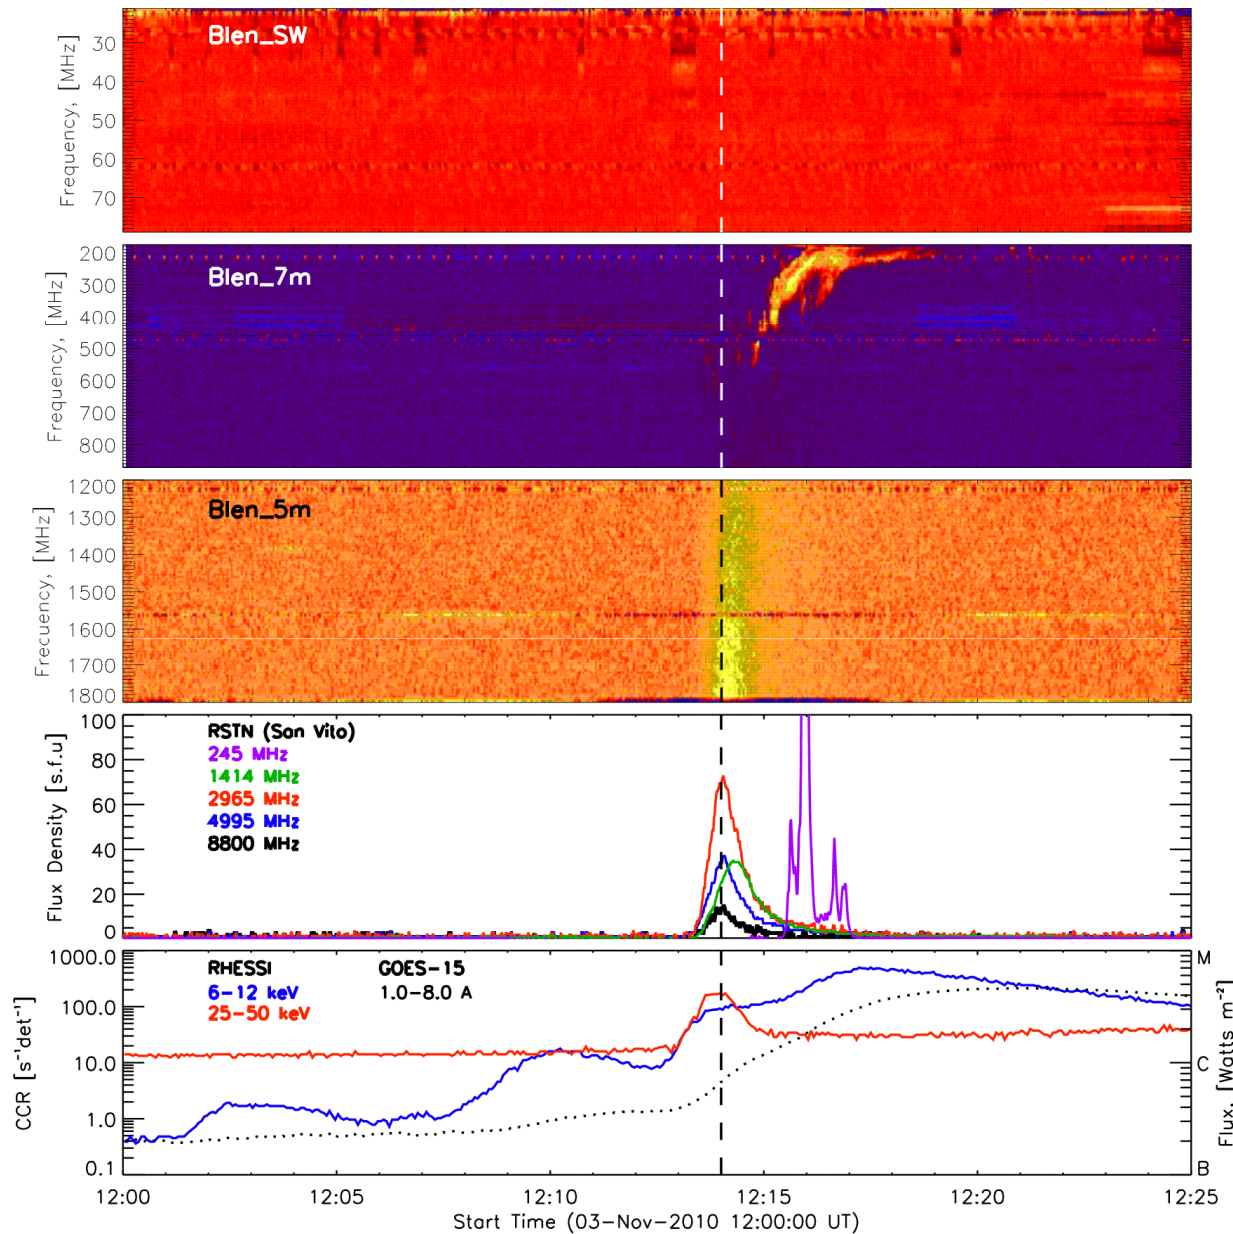 Blen_SW
30
40
50
60
70
Frequency, [MHz]
Blen_7m
200
300
400
500
600
700
800
Frequency, [MHz]
Blen_5m
1200
1300
1400
1500
1600
1700
1800
Frecuency, [MHz]
RSTN (San Vito)
245 MHz
1414 MHz
2965 MHz
4995 MHz
8800 MHz
100
80
60
40
20
0
Flux Density [s.f.u]
RHESSI GOES-15
6-12 keV 1.0-8.0 A
25-50 keV
1000.0
100.0
10.0
1.0
0.1
CCR [s⁻¹det⁻¹]
M
C
B
Flux, [Watts m⁻²]
12:00 12:05 12:10 12:15 12:20 12:25
Start Time (03-Nov-2010 12:00:00 UT)